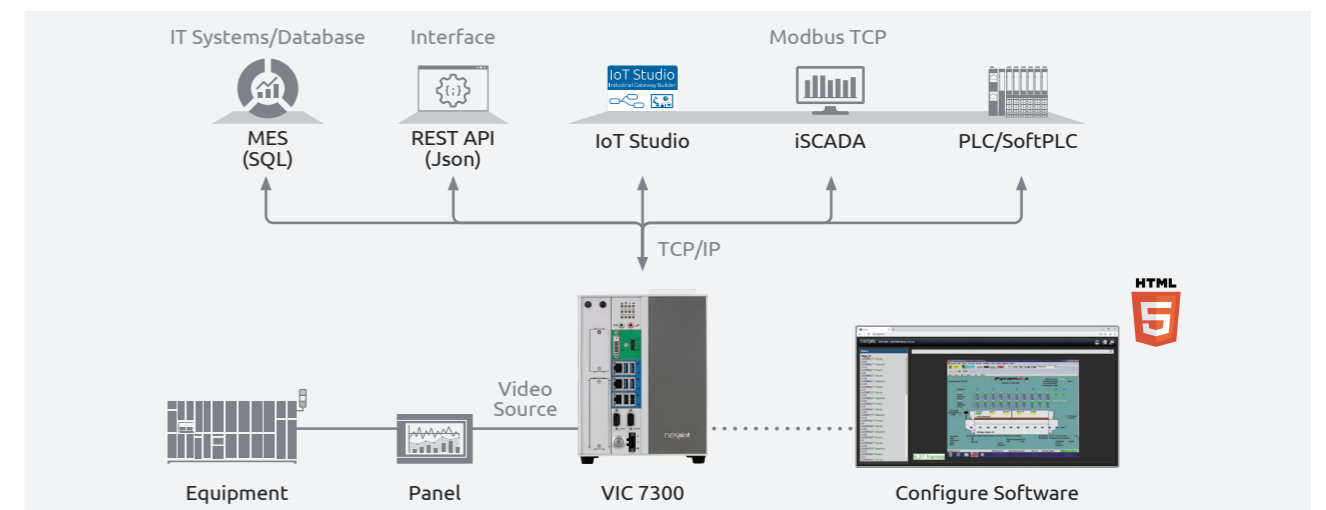 IT Systems/Database
Interface
Modbus TCP
IoT Studio
Industrial Gateway Builder
{;}
MES
(SQL)
REST API
(Json)
IoT Studio
iSCADA
PLC/SoftPLC
TCP/IP
HTML
5
Video
Source
nexaiot
Equipment
Panel
VIC 7300
Configure Software